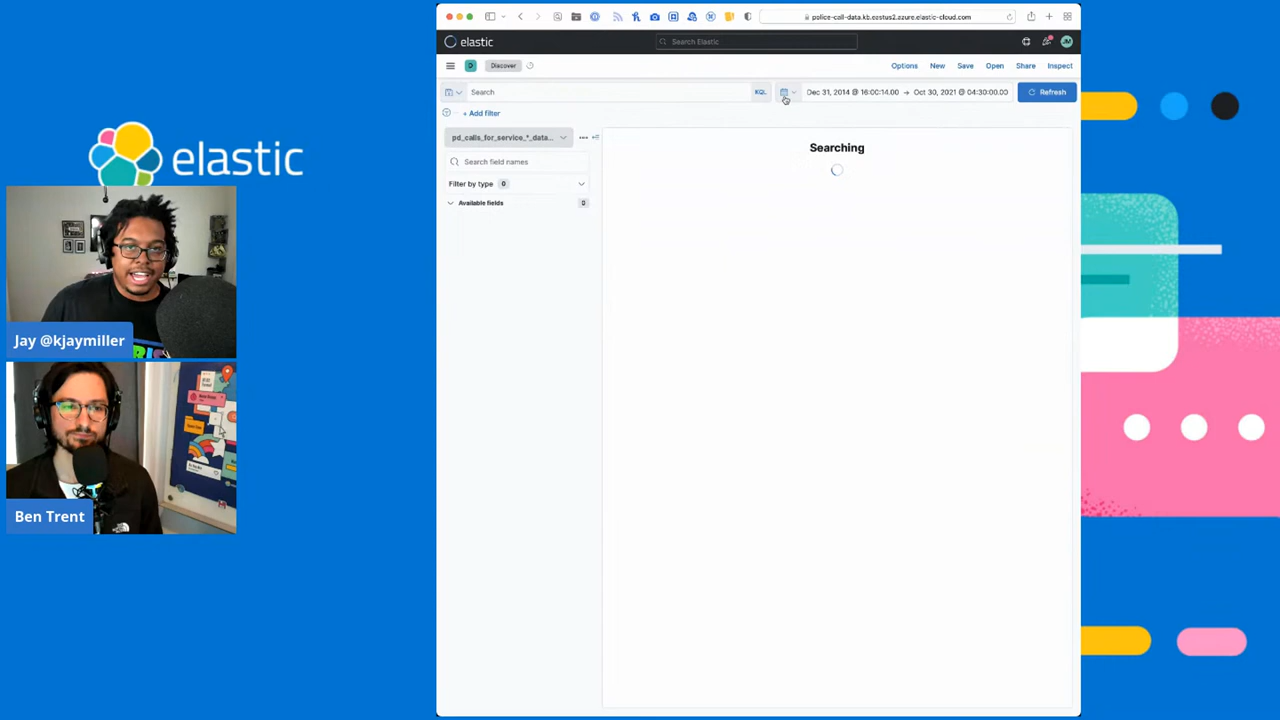 elastic
Jay @kjaymiller
Ben Trent
police-call-data.kb.eastus2.azure.elastic-cloud.com
elastic
Search Elastic
JM
D
Discover
Options
New
Save
Open
Share
Inspect
Search
KQL
Dec 31, 2014 @ 16:00:14.00 → Oct 30, 2021 @ 04:30:00.00
Refresh
+ Add filter
pd_calls_for_service_*_data...
Search field names
Filter by type 0
Available fields 0
Searching